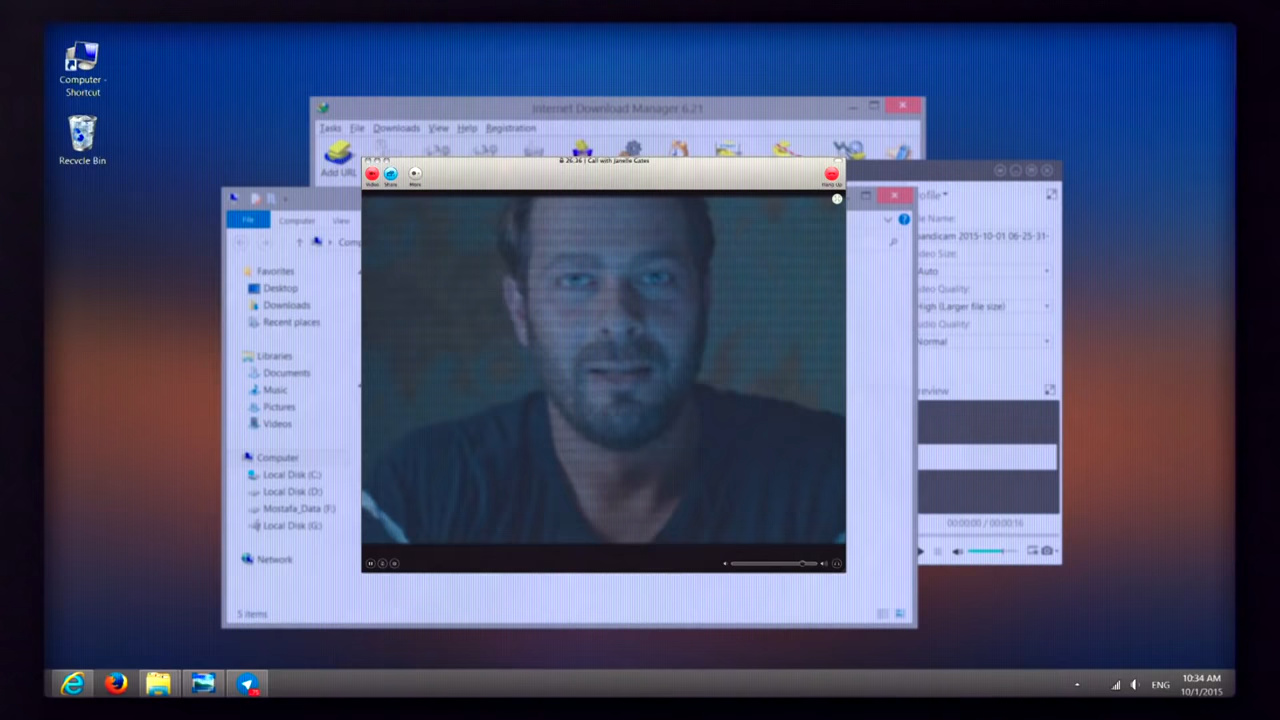 Computer -
Shortcut
Recycle Bin
Internet Download Manager 6.21
Tasks File Downloads View Help Registration
Add URL
26:36 | Call with Janelle Gates
Video Share More Hang Up
File Computer View
Comp
Favorites
Desktop
Downloads
Recent places
Libraries
Documents
Music
Pictures
Videos
Computer
Local Disk (C:)
Local Disk (D:)
Mostafa_Data (F:)
Local Disk (G:)
Network
5 items
rofile
le Name:
andicam 2015-10-01 06-25-31-
ideo Size:
Auto
ideo Quality:
High (Larger file size)
udio Quality:
Normal
review
00:00:00 / 00:00:16
ENG
10:34 AM
10/1/2015